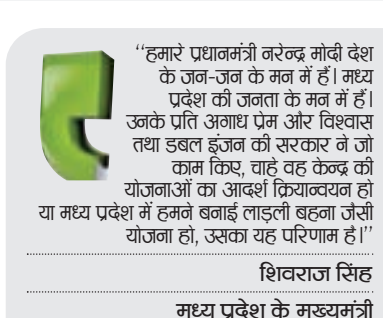 ‘‘हमारे प्रधानमंत्री नरेन्द्र मोदी देश
के जन-जन के मन में हैं। मध्य
प्रदेश की जनता के मन में हैं।
उनके प्रति अगाध प्रेम और विश्वास
तथा डबल इंजन की सरकार ने जो
काम किए, चाहे वह केन्द्र की
योजनाओं का आदर्श क्रियान्वयन हो
या मध्य प्रदेश में हमने बनाई लाड़ली बहना जैसी
योजना हो, उसका यह परिणाम है।’’
शिवराज सिंह
मध्य प्रदेश के मुख्यमंत्री